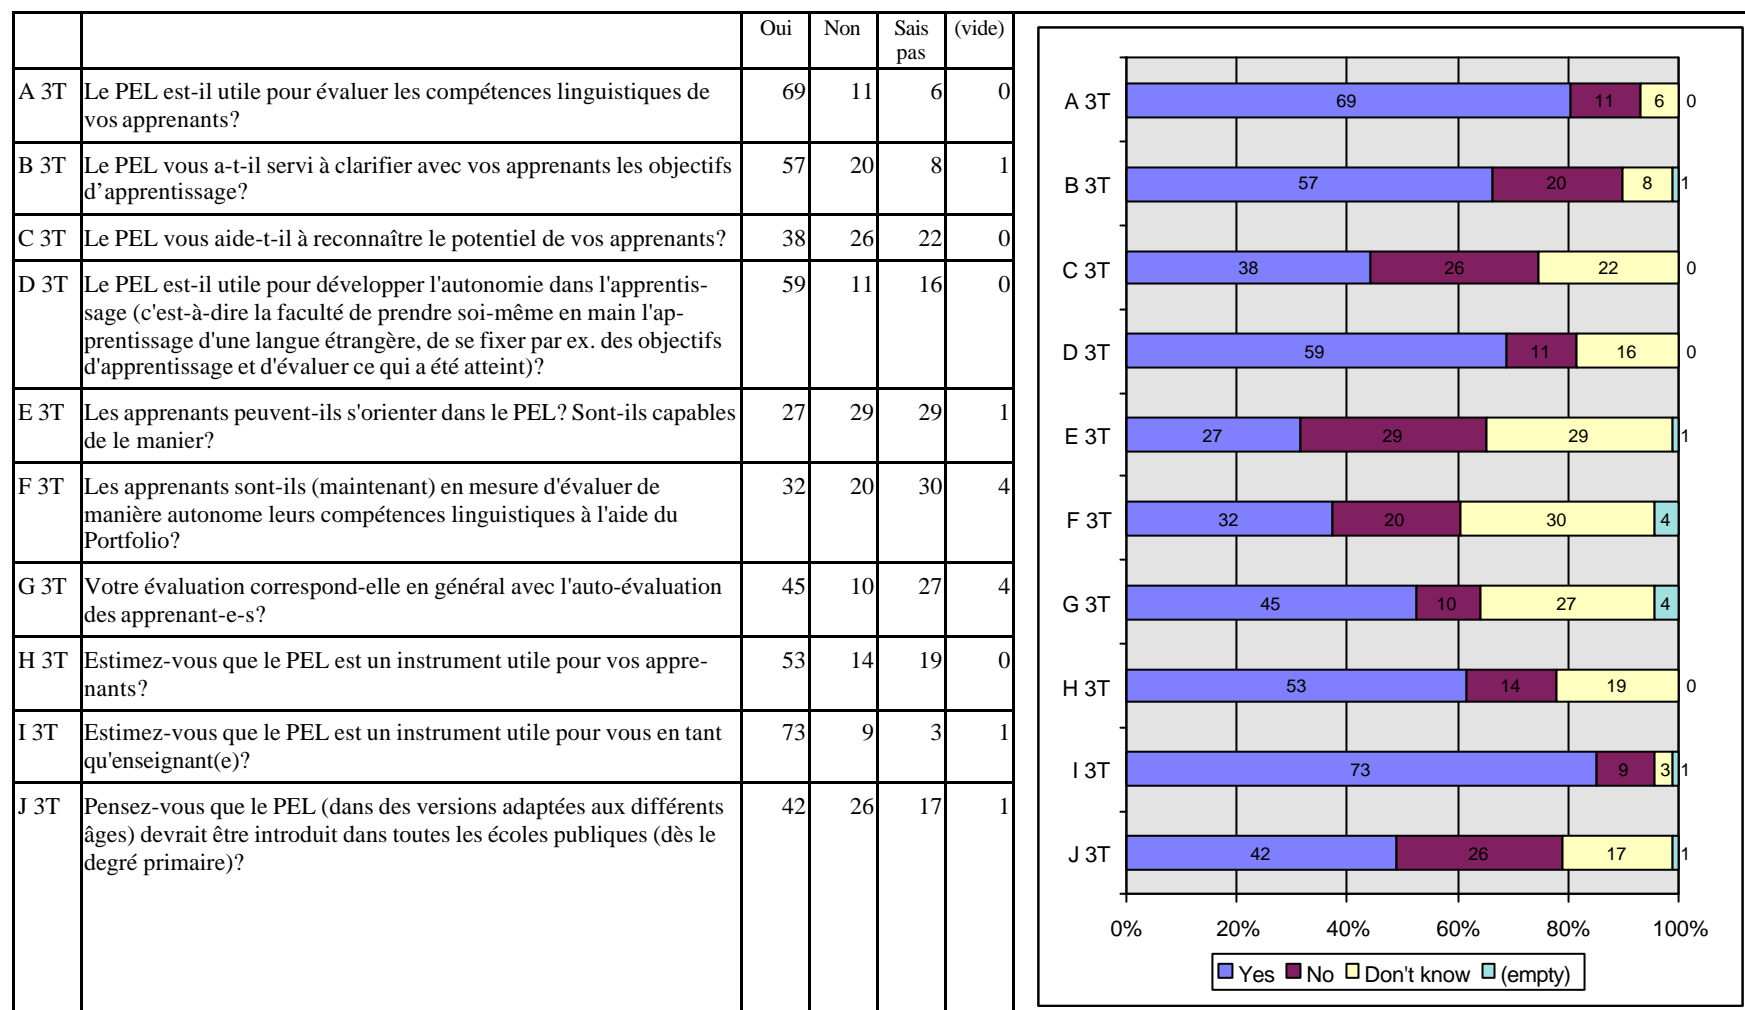 Oui Non Sais (vide)
pas
A 3T Le PEL est-il utile pour évaluer les compétences linguistiques de 69 11 6 0
vos apprenants?
B 3T Le PEL vous a-t-il servi à clarifier avec vos apprenants les objectifs 57 20 8 1
d’apprentissage?
C 3T Le PEL vous aide-t-il à reconnaître le potentiel de vos apprenants? 38 26 22 0
D 3T Le PEL est-il utile pour développer l'autonomie dans l'apprentis- 59 11 16 0
sage (c'est-à-dire la faculté de prendre soi-même en main l'ap-
prentissage d'une langue étrangère, de se fixer par ex. des objectifs
d'apprentissage et d'évaluer ce qui a été atteint)?
E 3T Les apprenants peuvent-ils s'orienter dans le PEL? Sont-ils capables 27 29 29 1
de le manier?
F 3T Les apprenants sont-ils (maintenant) en mesure d'évaluer de 32 20 30 4
manière autonome leurs compétences linguistiques à l'aide du
Portfolio?
G 3T Votre évaluation correspond-elle en général avec l'auto-évaluation 45 10 27 4
des apprenant-e-s?
H 3T Estimez-vous que le PEL est un instrument utile pour vos appre- 53 14 19 0
nants?
I 3T Estimez-vous que le PEL est un instrument utile pour vous en tant 73 9 3 1
qu'enseignant(e)?
J 3T Pensez-vous que le PEL (dans des versions adaptées aux différents 42 26 17 1
âges) devrait être introduit dans toutes les écoles publiques (dès le
degré primaire)?
A 3T 69 11 6 0
B 3T 57 20 8 1
C 3T 38 26 22 0
D 3T 59 11 16 0
E 3T 27 29 29 1
F 3T 32 20 30 4
G 3T 45 10 27 4
H 3T 53 14 19 0
I 3T 73 9 3 1
J 3T 42 26 17 1
0% 20% 40% 60% 80% 100%
Yes No Don't know (empty)